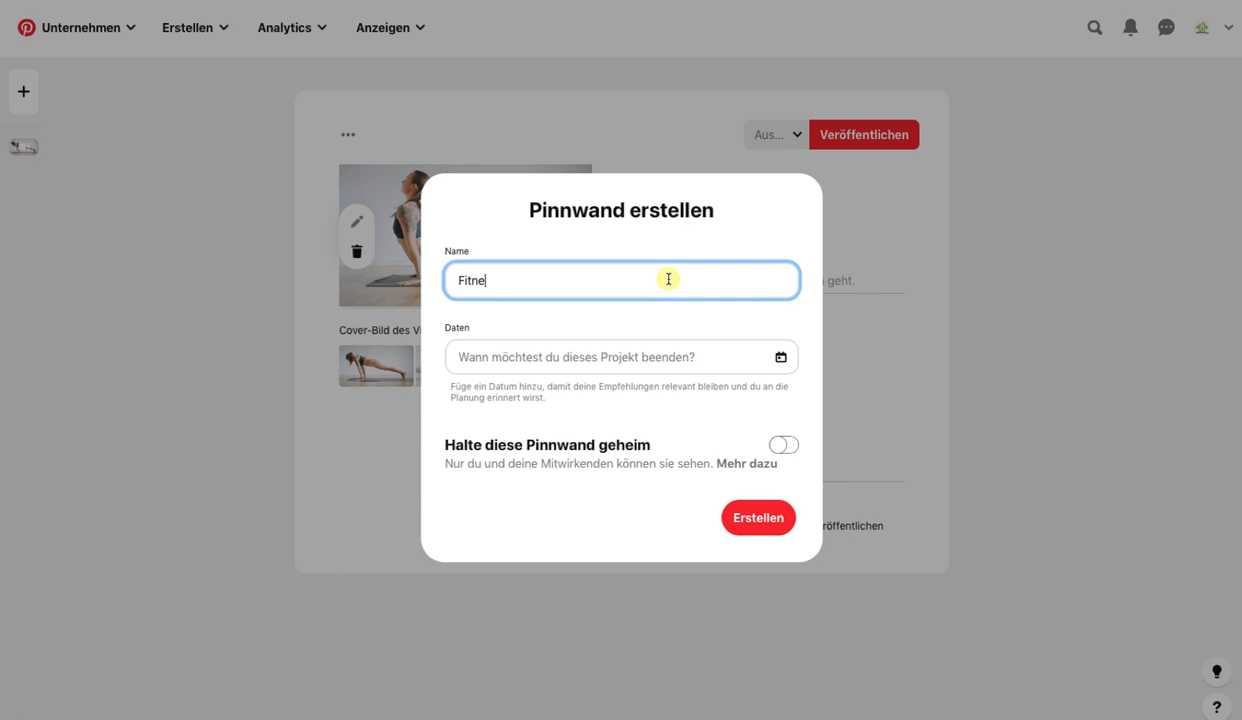 Unternehmen Erstellen Analytics Anzeigen
+
... Aus... Veröffentlichen
Pinnwand erstellen
Name
Fitne
geht.
Cover-Bild des
Daten
Wann möchtest du dieses Projekt beenden?
Füge ein Datum hinzu, damit deine Empfehlungen relevant bleiben und du an die
Planung erinnert wirst.
Halte diese Pinnwand geheim
Nur du und deine Mitwirkenden können sie sehen. Mehr dazu
Erstellen
röffentlichen
?